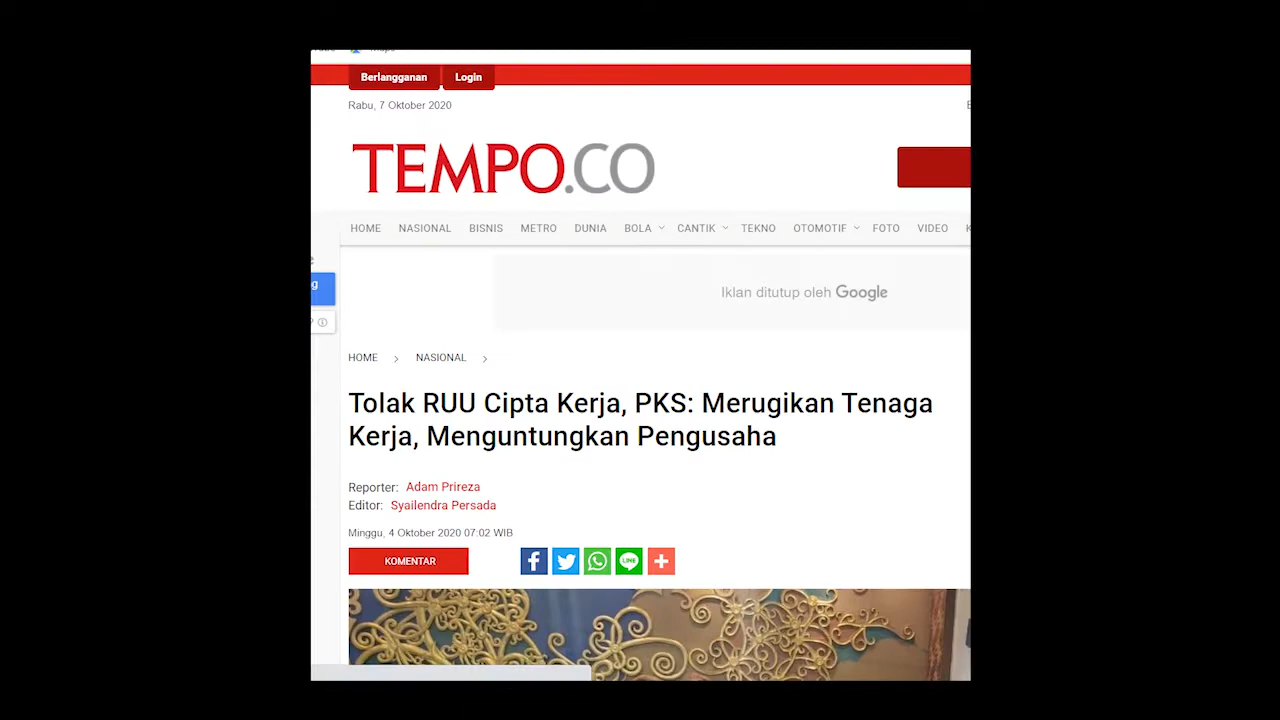 Berlangganan Login
Rabu, 7 Oktober 2020
TEMPO.CO
HOME NASIONAL BISNIS METRO DUNIA BOLA CANTIK TEKNO OTOMOTIF FOTO VIDEO
Iklan ditutup oleh Google
HOME > NASIONAL >
Tolak RUU Cipta Kerja, PKS: Merugikan Tenaga
Kerja, Menguntungkan Pengusaha
Reporter: Adam Prireza
Editor: Syailendra Persada
Minggu, 4 Oktober 2020 07:02 WIB
KOMENTAR
LINE